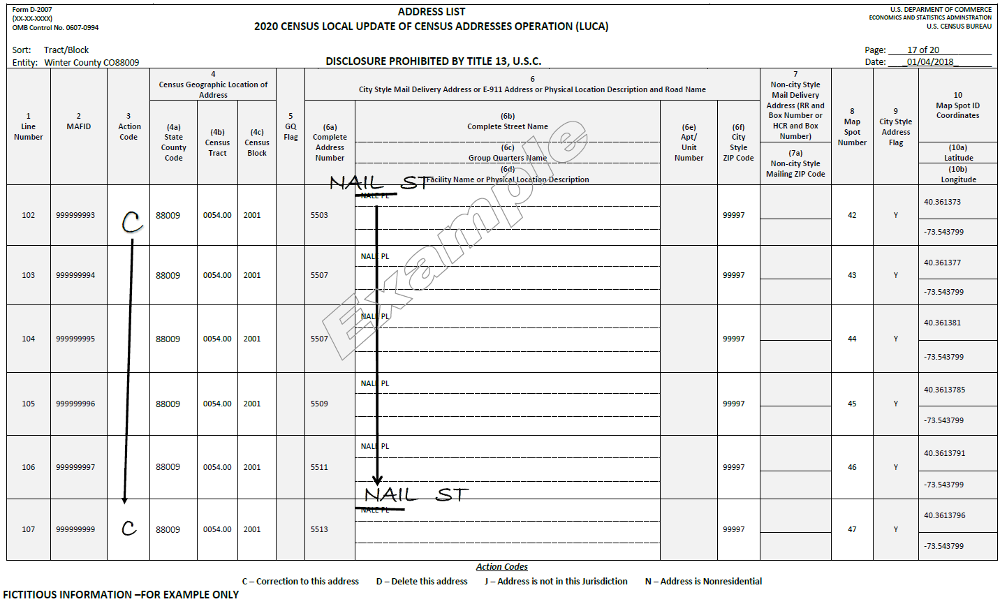 Form D-2007
(XX-XX-XXXX)
OMB Control No. 0607-0994
ADDRESS LIST
2020 CENSUS LOCAL UPDATE OF CENSUS ADDRESSES OPERATION (LUCA)
U.S. DEPARTMENT OF COMMERCE
ECONOMICS AND STATISTICS ADMINSTRATION
U.S. CENSUS BUREAU
Sort: Tract/Block
Entity: Winter County CO88009
DISCLOSURE PROHIBITED BY TITLE 13, U.S.C.
Page: 17 of 20
Date: 01/04/2018
1
Line
Number
2
MAFID
3
Action
Code
4
Census Geographic Location of
Address
(4a)
State
County
Code
(4b)
Census
Tract
(4c)
Census
Block
5
GQ
Flag
6
City Style Mail Delivery Address or E-911 Address or Physical Location Description and Road Name
(6a)
Complete
Address
Number
(6b)
Complete Street Name
(6c)
Group Quarters Name
(6d)
Facility Name or Physical Location Description
(6e)
Apt/
Unit
Number
(6f)
City
Style
ZIP Code
7
Non-city Style
Mail Delivery
Address (RR and
Box Number or
HCR and Box
Number)
(7a)
Non-city Style
Mailing ZIP Code
8
Map
Spot
Number
9
City Style
Address
Flag
10
Map Spot ID
Coordinates
(10a)
Latitude
(10b)
Longitude
NAIL ST
102 999999993 C 88009 0054.00 2001 5503 NALE PL 99997 42 Y 40.361373
-73.543799
103 999999994 88009 0054.00 2001 5507 NALE PL 99997 43 Y 40.361377
-73.543799
104 999999995 88009 0054.00 2001 5507 NALE PL 99997 44 Y 40.361381
-73.543799
105 999999996 88009 0054.00 2001 5509 NALE PL 99997 45 Y 40.3613785
-73.543799
106 999999997 88009 0054.00 2001 5511 NALE PL 99997 46 Y 40.3613791
-73.543799
NAIL ST
107 999999999 C 88009 0054.00 2001 5513 NALE PL 99997 47 Y 40.3613796
-73.543799
Example
Action Codes
C – Correction to this address D – Delete this address J – Address is not in this Jurisdiction N – Address is Nonresidential
FICTITIOUS INFORMATION –FOR EXAMPLE ONLY